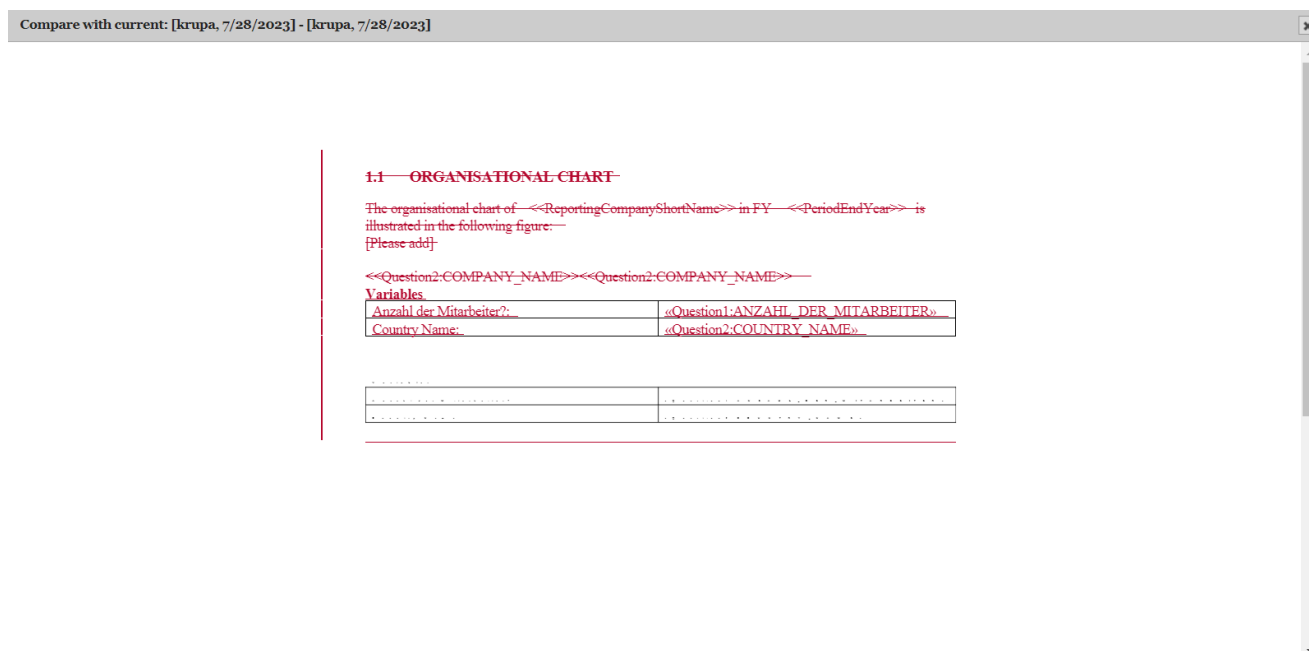 Compare with current: [krupa, 7/28/2023] - [krupa, 7/28/2023]
1.1 ORGANISATIONAL CHART
The organisational chart of <<ReportingCompanyShortName>> in FY <<PeriodEndYear>> is
illustrated in the following figure:
[Please add]
<<Question2:COMPANY_NAME>><<Question2:COMPANY_NAME>>
Variables
Anzahl der Mitarbeiter?: «Question1:ANZAHL_DER_MITARBEITER»
Country Name: «Question2:COUNTRY_NAME»